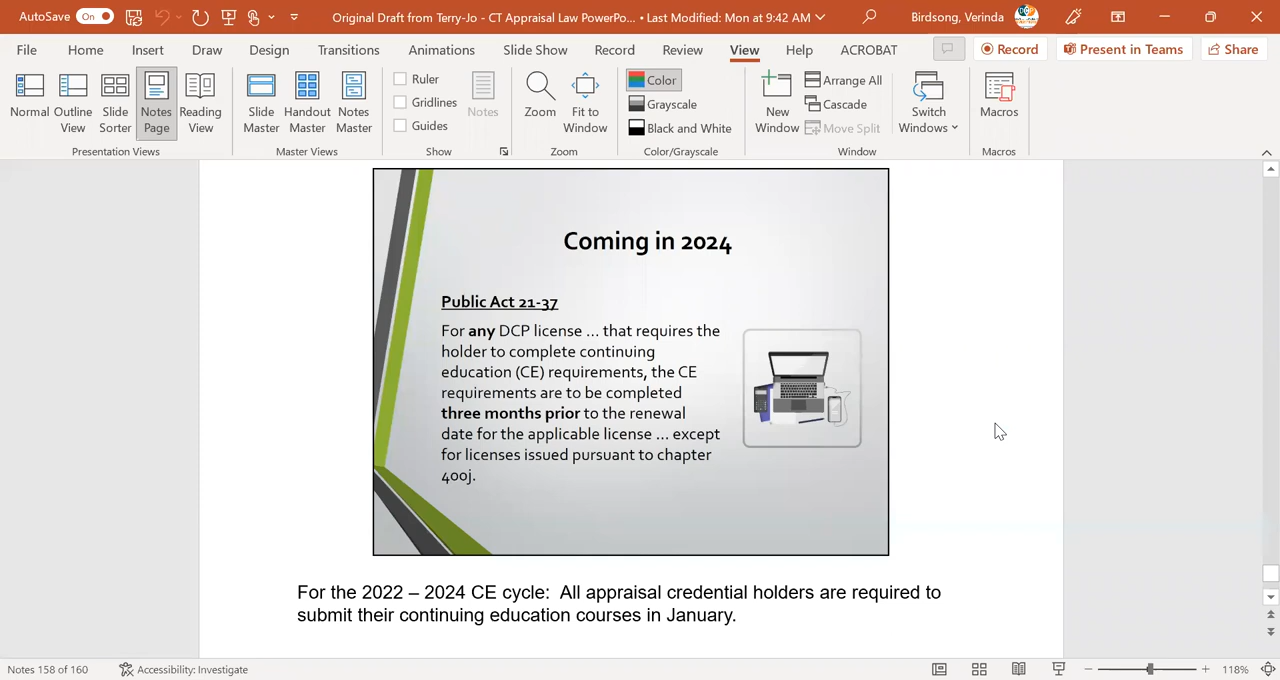 AutoSave On Original Draft from Terry-Jo - CT Appraisal Law PowerPo... • Last Modified: Mon at 9:42 AM Birdsong, Verinda
File Home Insert Draw Design Transitions Animations Slide Show Record Review View Help ACROBAT Record Present in Teams Share
Normal
Outline View
Slide Sorter
Notes Page
Reading View
Presentation Views
Slide Master
Handout Master
Notes Master
Master Views
Ruler
Gridlines
Guides
Notes
Show
Zoom
Fit to Window
Zoom
Color
Grayscale
Black and White
Color/Grayscale
New Window
Arrange All
Cascade
Move Split
Switch Windows
Window
Macros
Macros
Coming in 2024
Public Act 21-37
For any DCP license ... that requires the
holder to complete continuing
education (CE) requirements, the CE
requirements are to be completed
three months prior to the renewal
date for the applicable license ... except
for licenses issued pursuant to chapter
400j.
For the 2022 – 2024 CE cycle:  All appraisal credential holders are required to
submit their continuing education courses in January.
Notes 158 of 160 Accessibility: Investigate 118%